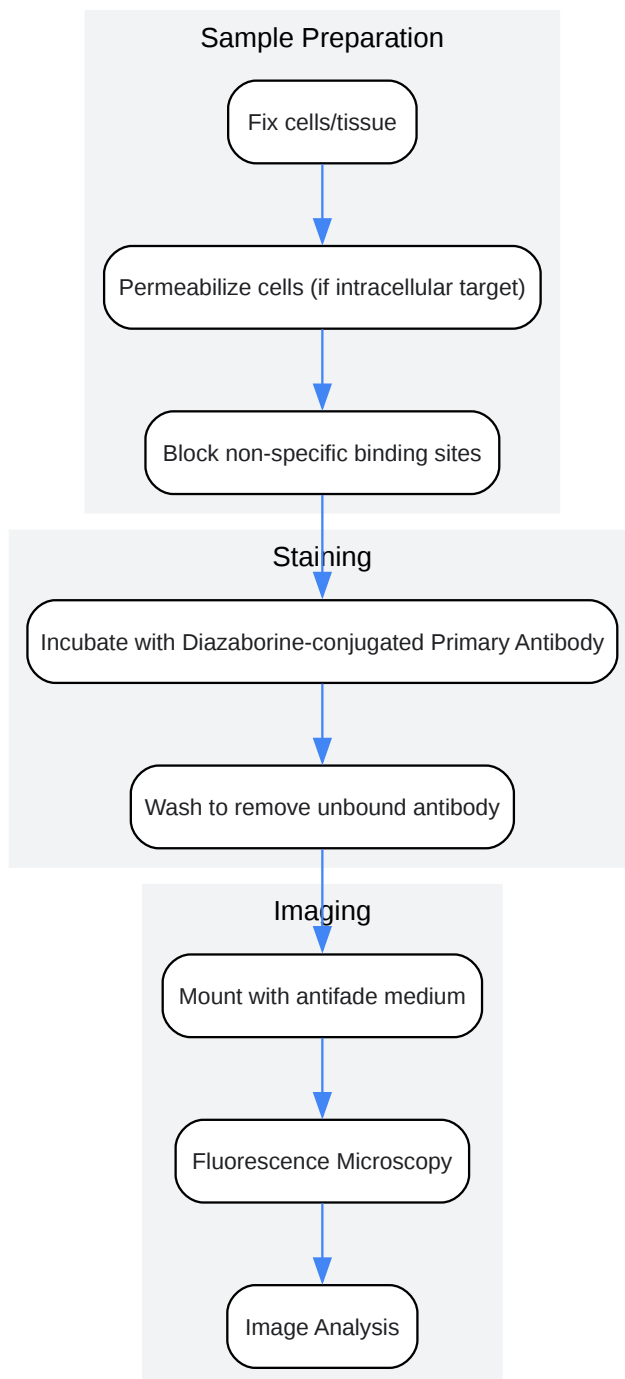 Sample Preparation
Fix cells/tissue
Permeabilize cells (if intracellular target)
Block non-specific binding sites
Staining
Incubate with Diazaborine-conjugated Primary Antibody
Wash to remove unbound antibody
Imaging
Mount with antifade medium
Fluorescence Microscopy
Image Analysis